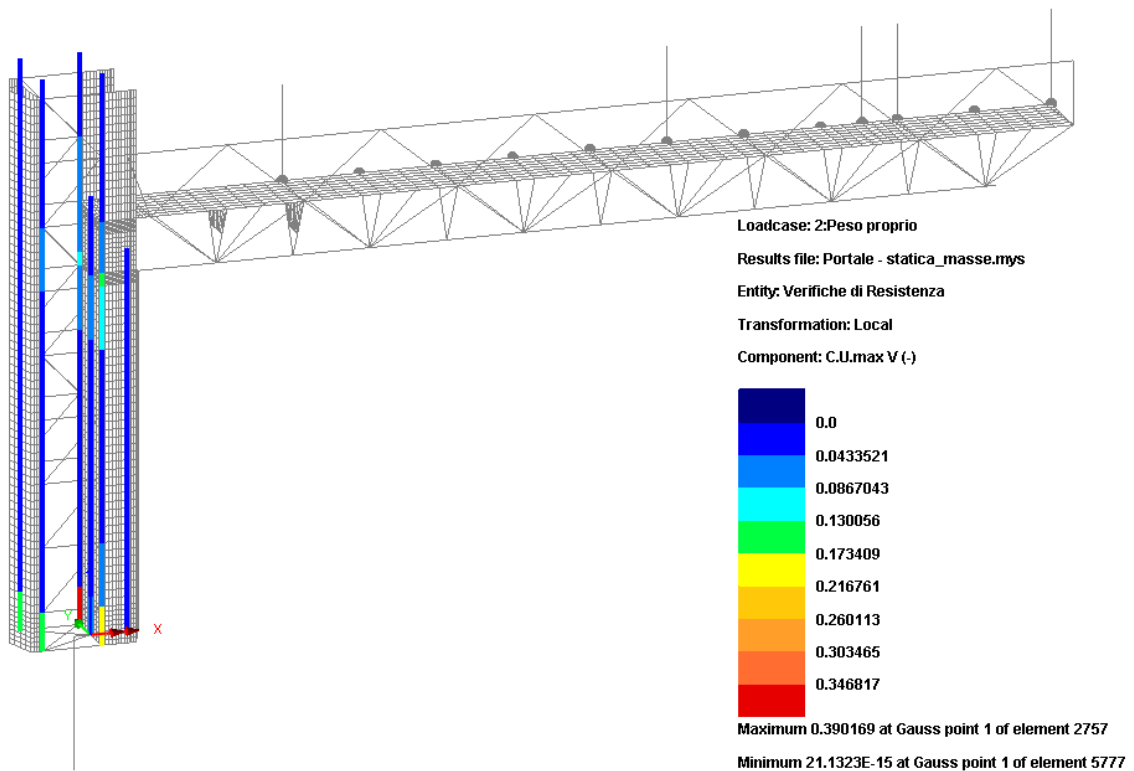 Loadcase: 2:Peso proprio
Results file: Portale - statica_masse.mys
Entity: Verifiche di Resistenza
Transformation: Local
Component: C.U.max V (-)
0.0
0.0433521
0.0867043
0.130056
0.173409
0.216761
0.260113
0.303465
0.346817
Y
X
Maximum 0.390169 at Gauss point 1 of element 2757
Minimum 21.1323E-15 at Gauss point 1 of element 5777